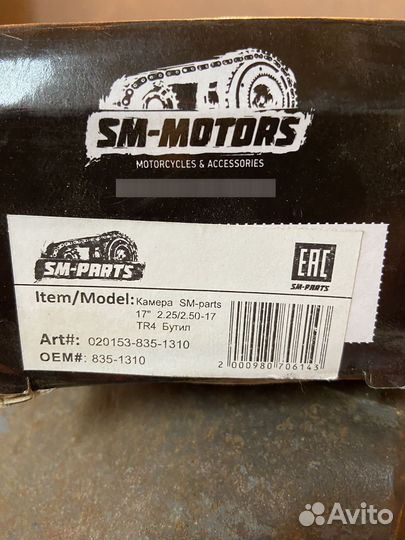 SM-MOTORS
MOTORCYCLES & ACCESSORIES
SM-PARTS
EAC
SM-PARTS
Item/Model: Камера SM-parts
17" 2.25/2.50-17
TR4 Бутил
Art#: 020153-835-1310
OEM#: 835-1310
2 000980 706143
Avito